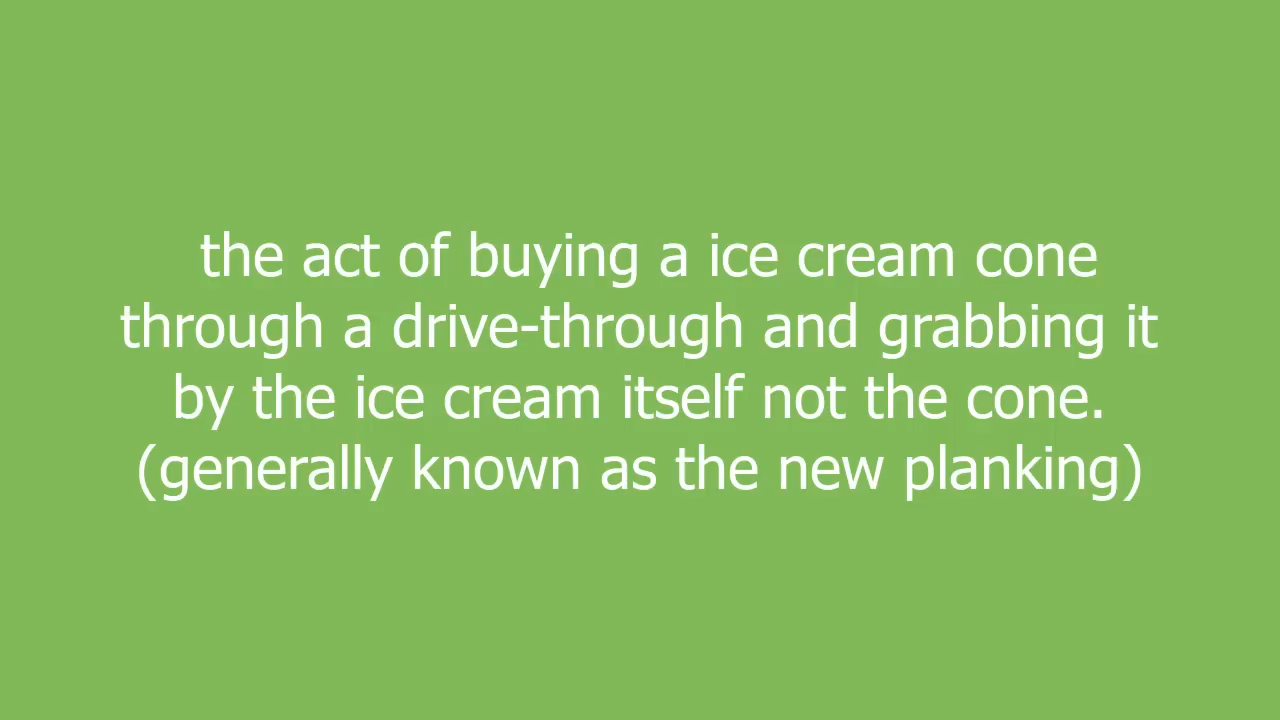 the act of buying a ice cream cone
through a drive-through and grabbing it
by the ice cream itself not the cone.
(generally known as the new planking)